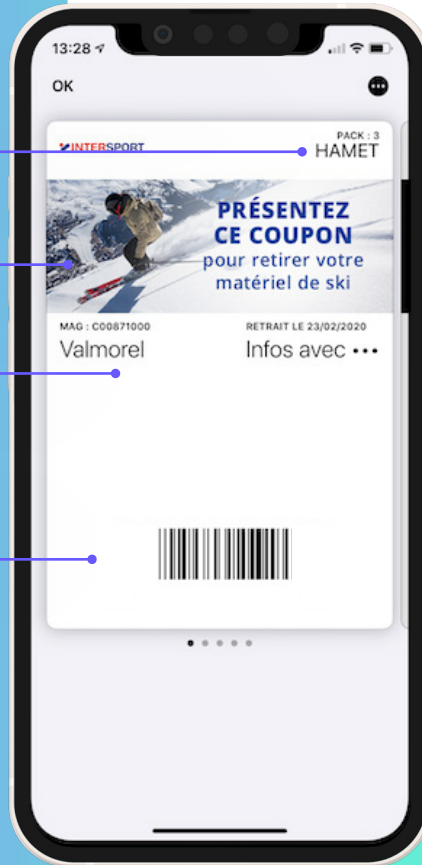 13:28
OK
INTERSPORT
PACK : 3
HAMET
PRÉSENTEZ
CE COUPON
pour retirer votre
matériel de ski
MAG : C00871000
RETRAIT LE 23/02/2020
Valmorel
Infos avec •••